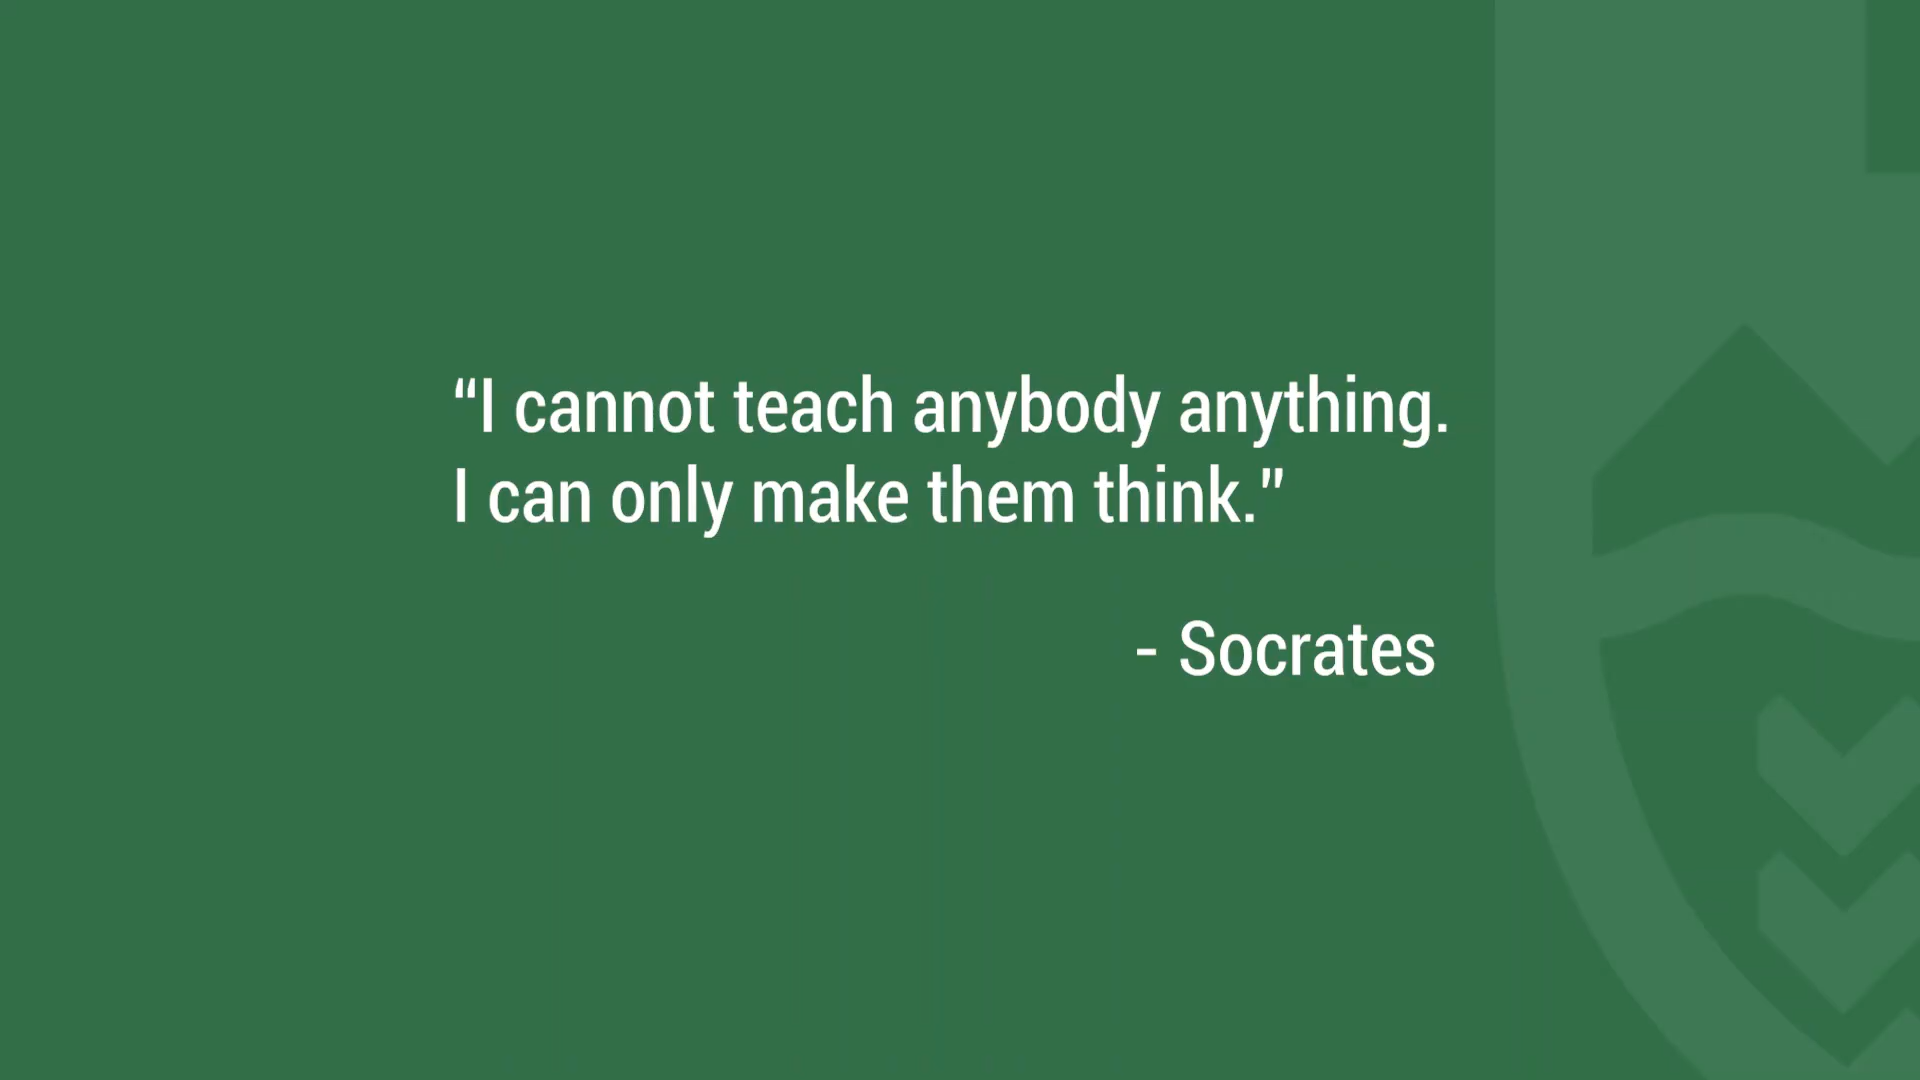 “I cannot teach anybody anything.
I can only make them think.”
- Socrates